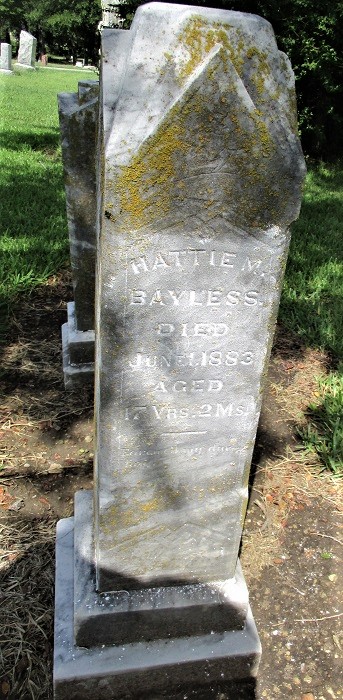 HATTIE M.
BAYLESS.
DIED
JUNE 1, 1883
AGED
17 YRS. 2 MS.